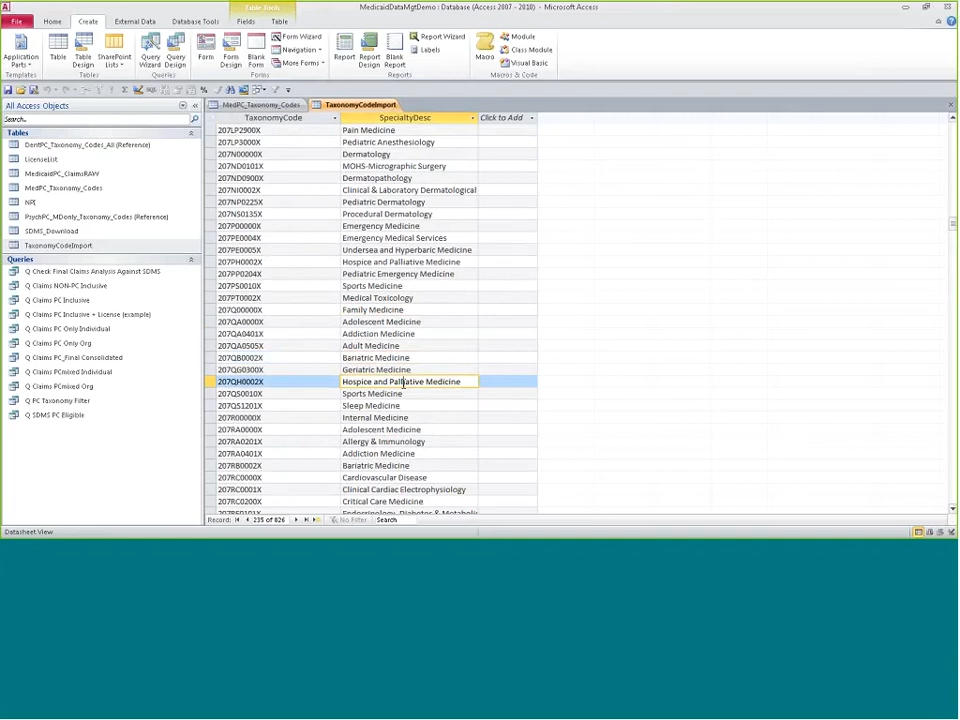 Table Tools
MedicaidDataMgtDemo : Database (Access 2007 - 2010) - Microsoft Access
File Home Create External Data Database Tools Fields Table
Application Parts
Table
Table Design
SharePoint Lists
Query Wizard
Query Design
Form
Form Design
Blank Form
Form Wizard
Navigation
More Forms
Report
Report Design
Blank Report
Report Wizard
Labels
Macro
Module
Class Module
Visual Basic
Templates Tables Queries Forms Reports Macros & Code
All Access Objects
Search...
Tables
DentPC_Taxonomy_Codes_All (Reference)
LicenseList
MedicaidPC_ClaimsRAW
MedPC_Taxonomy_Codes
NPI
PsychPC_MDonly_Taxonomy_Codes (Reference)
SDMS_Download
TaxonomyCodeImport
Queries
Q Check Final Claims Analysis Against SDMS
Q Claims NON-PC Inclusive
Q Claims PC Inclusive
Q Claims PC Inclusive + License (example)
Q Claims PC Only Individual
Q Claims PC Only Org
Q Claims PC_Final Consolidated
Q Claims PCmixed Individual
Q Claims PCmixed Org
Q PC Taxonomy Filter
Q SDMS PC Eligible
MedPC_Taxonomy_Codes TaxonomyCodeImport
TaxonomyCode SpecialtyDesc Click to Add
207LP2900X Pain Medicine
207LP3000X Pediatric Anesthesiology
207N00000X Dermatology
207ND0101X MOHS-Micrographic Surgery
207ND0900X Dermatopathology
207NI0002X Clinical & Laboratory Dermatological
207NP0225X Pediatric Dermatology
207NS0135X Procedural Dermatology
207P00000X Emergency Medicine
207PE0004X Emergency Medical Services
207PE0005X Undersea and Hyperbaric Medicine
207PH0002X Hospice and Palliative Medicine
207PP0204X Pediatric Emergency Medicine
207PS0010X Sports Medicine
207PT0002X Medical Toxicology
207Q00000X Family Medicine
207QA0000X Adolescent Medicine
207QA0401X Addiction Medicine
207QA0505X Adult Medicine
207QB0002X Bariatric Medicine
207QG0300X Geriatric Medicine
207QH0002X Hospice and Palliative Medicine
207QS0010X Sports Medicine
207QS1201X Sleep Medicine
207R00000X Internal Medicine
207RA0000X Adolescent Medicine
207RA0201X Allergy & Immunology
207RA0401X Addiction Medicine
207RB0002X Bariatric Medicine
207RC0000X Cardiovascular Disease
207RC0001X Clinical Cardiac Electrophysiology
207RC0200X Critical Care Medicine
207RE0101X Endocrinology, Diabetes & Metabolis
Record: 235 of 826 No Filter Search
Datasheet View